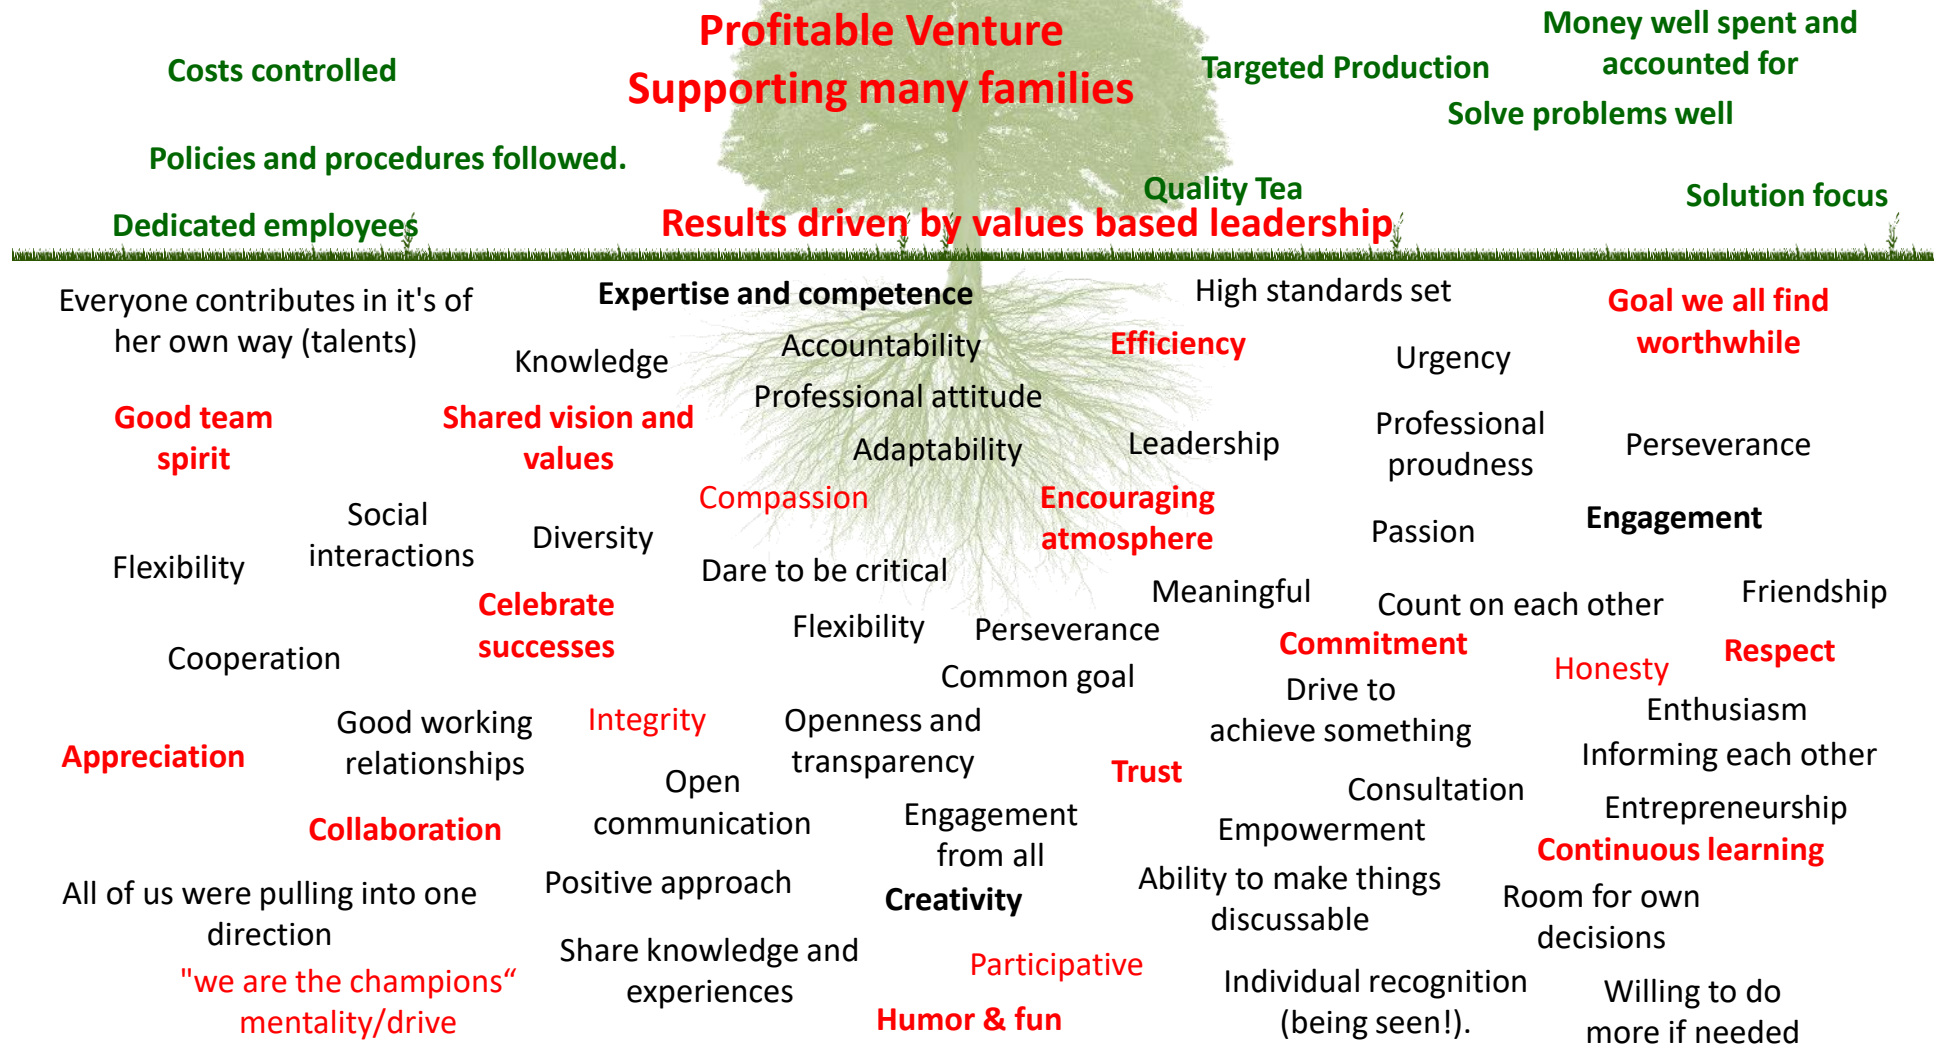 Profitable Venture
Supporting many families
Costs controlled
Targeted Production
Money well spent and
accounted for
Solve problems well
Policies and procedures followed.
Quality Tea
Solution focus
Dedicated employees
Results driven by values based leadership
Everyone contributes in it's of
her own way (talents)
Expertise and competence
High standards set
Goal we all find
worthwhile
Knowledge
Accountability
Efficiency
Urgency
Professional attitude
Good team
spirit
Shared vision and
values
Adaptability
Leadership
Professional
proudness
Perseverance
Compassion
Encouraging
atmosphere
Social
interactions
Diversity
Passion
Engagement
Flexibility
Dare to be critical
Meaningful
Count on each other
Friendship
Celebrate
successes
Flexibility
Perseverance
Commitment
Respect
Cooperation
Common goal
Honesty
Drive to
achieve something
Enthusiasm
Good working
relationships
Integrity
Openness and
transparency
Informing each other
Appreciation
Trust
Open
communication
Consultation
Entrepreneurship
Collaboration
Engagement
from all
Empowerment
Continuous learning
All of us were pulling into one
direction
Positive approach
Creativity
Ability to make things
discussable
Room for own
decisions
Share knowledge and
experiences
Participative
Individual recognition
(being seen!).
Willing to do
more if needed
"we are the champions“
mentality/drive
Humor & fun